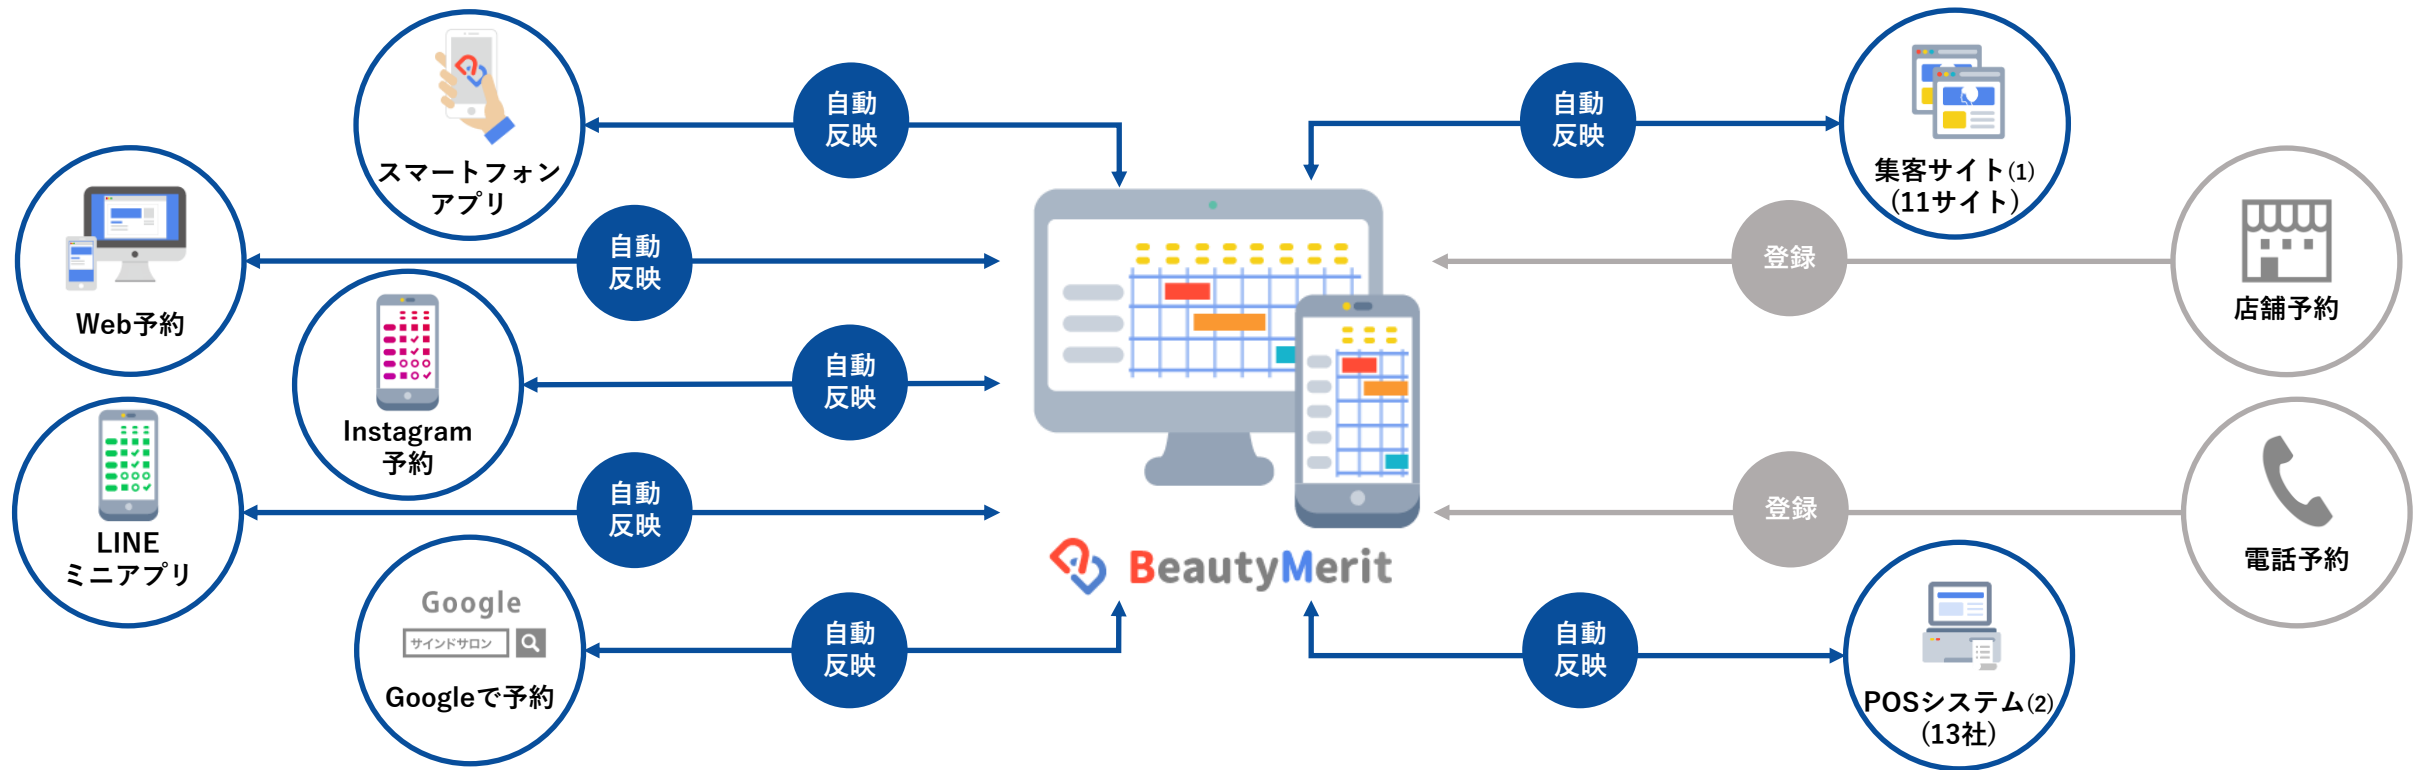 スマートフォン
アプリ
自動
反映
自動
反映
集客サイト(1)
(11サイト)
Web予約
自動
反映
登録
店舗予約
Instagram
予約
自動
反映
LINE
ミニアプリ
自動
反映
登録
電話予約
BeautyMerit
Google
サインドサロン
Googleで予約
自動
反映
自動
反映
POSシステム(2)
(13社)